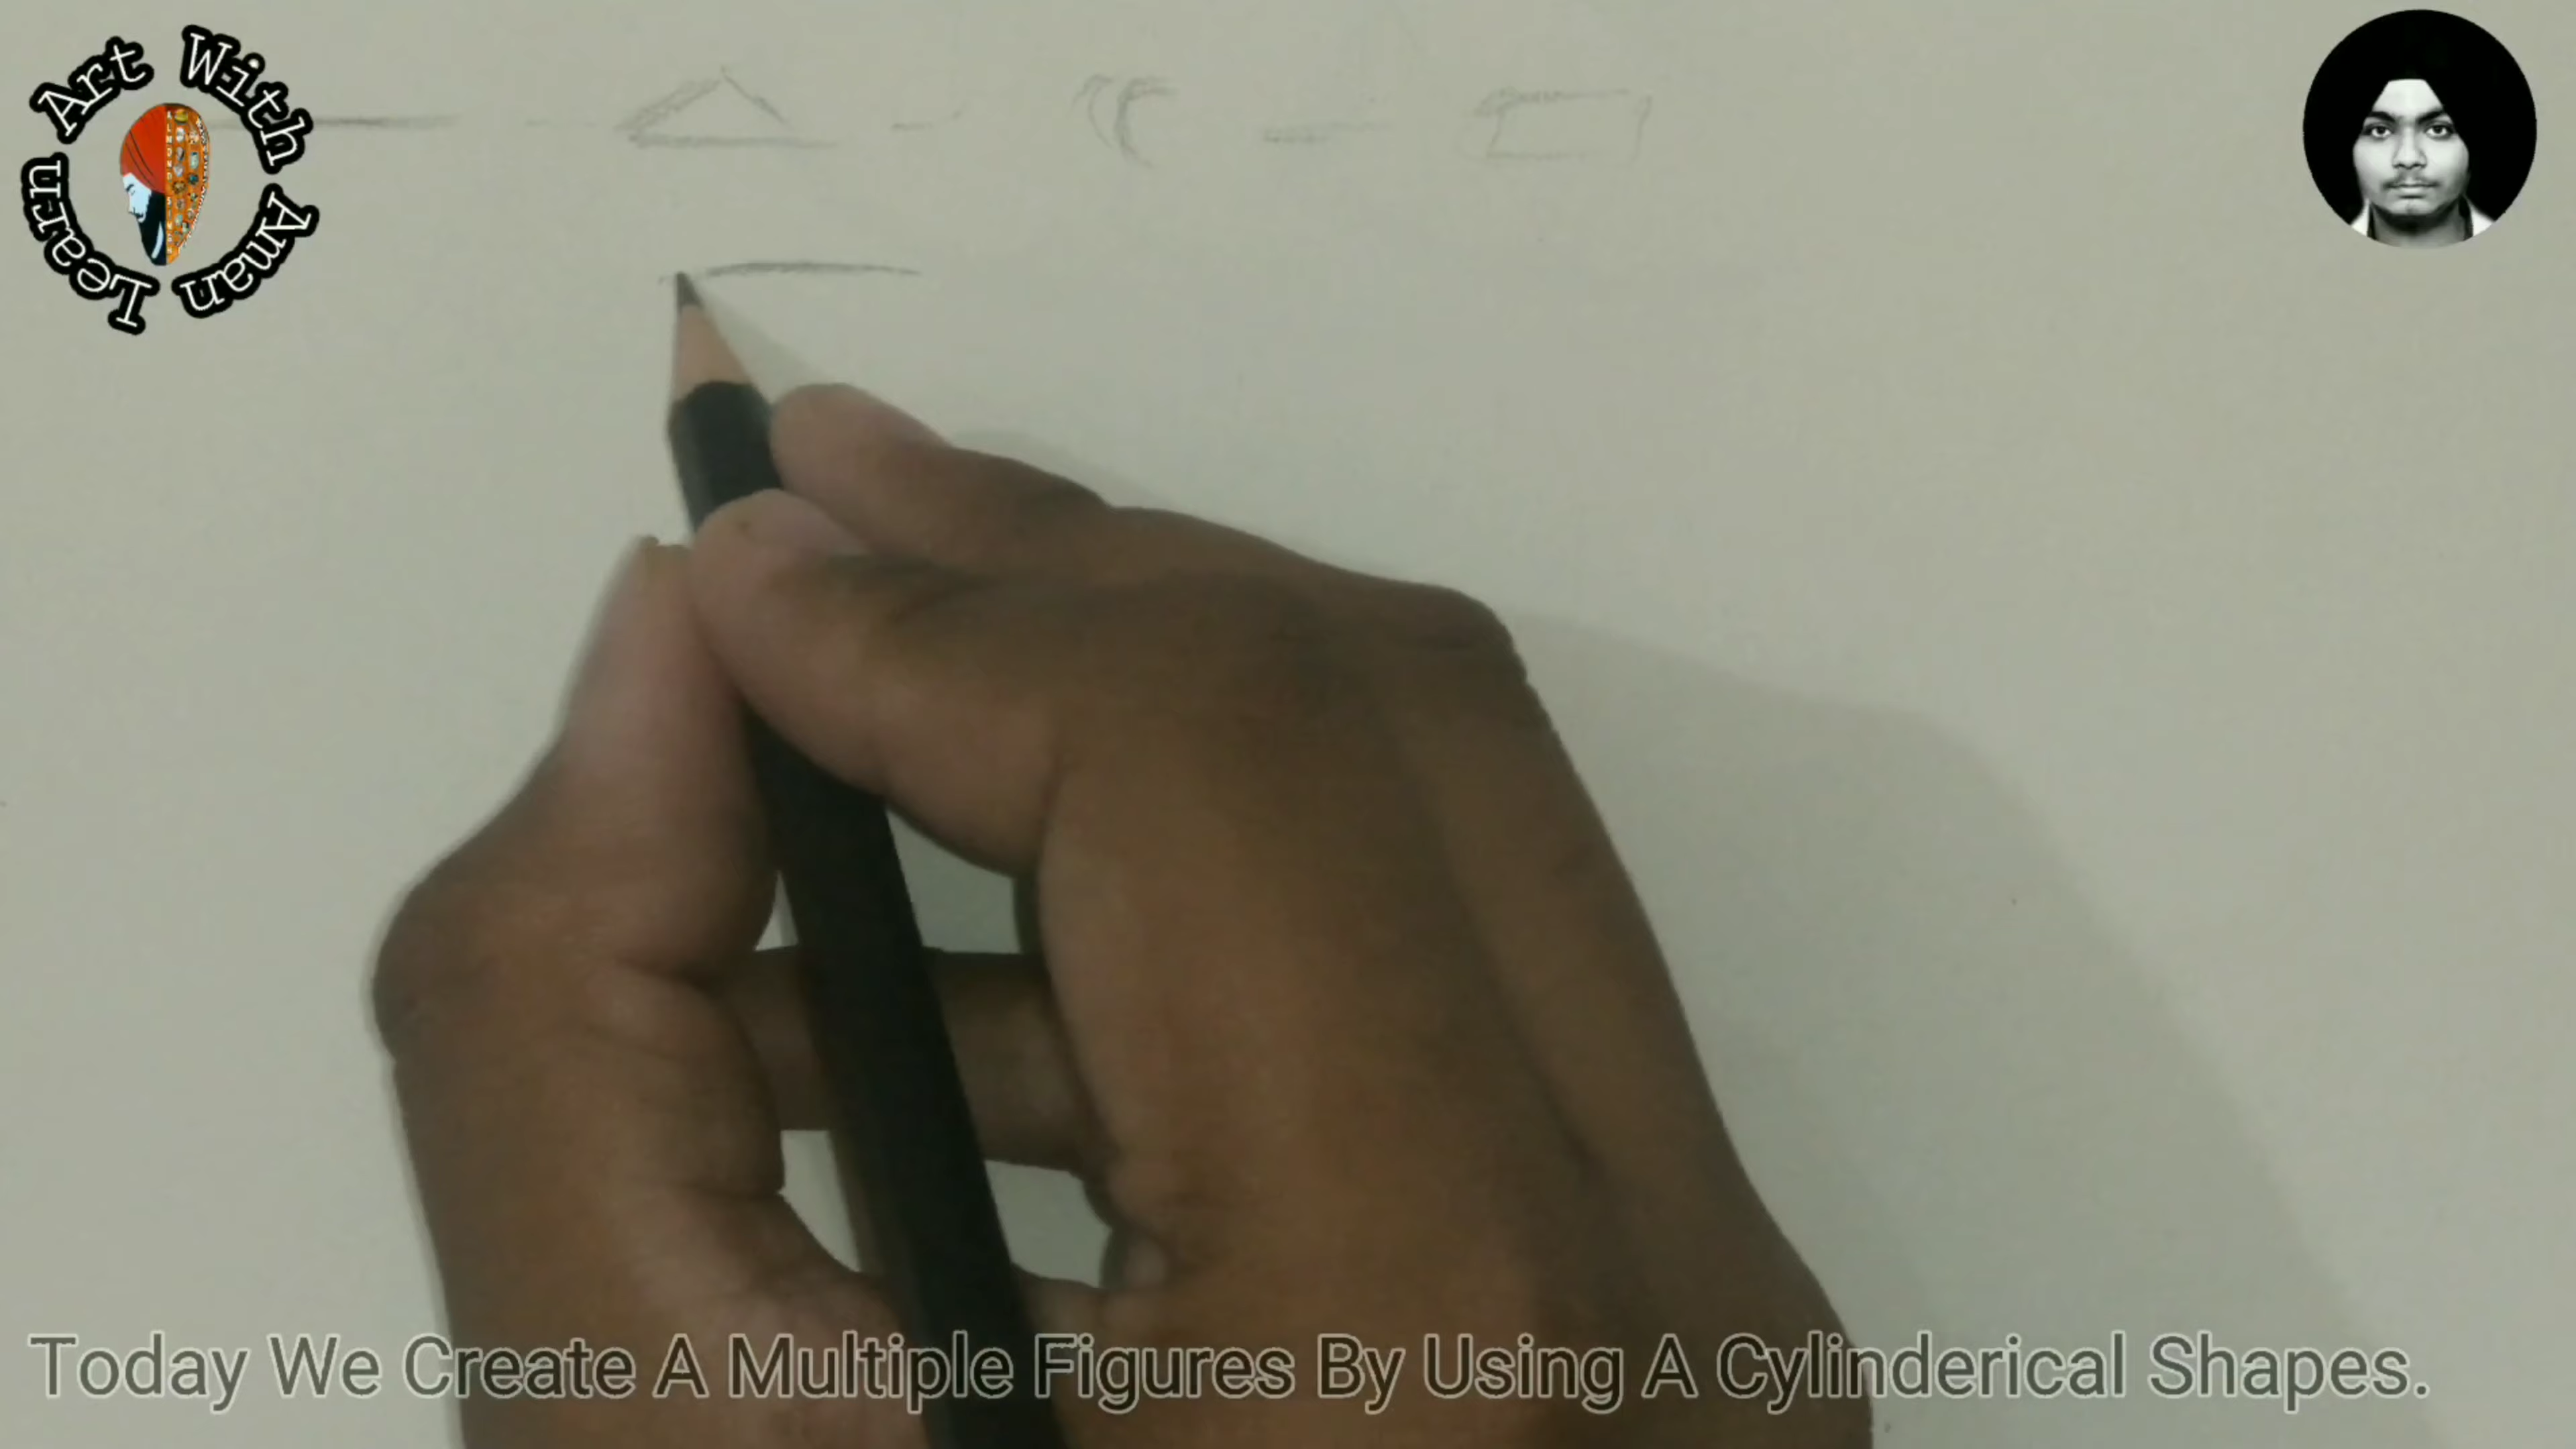 Learn Art With Aman
Today We Create A Multiple Figures By Using A Cylinderical Shapes.